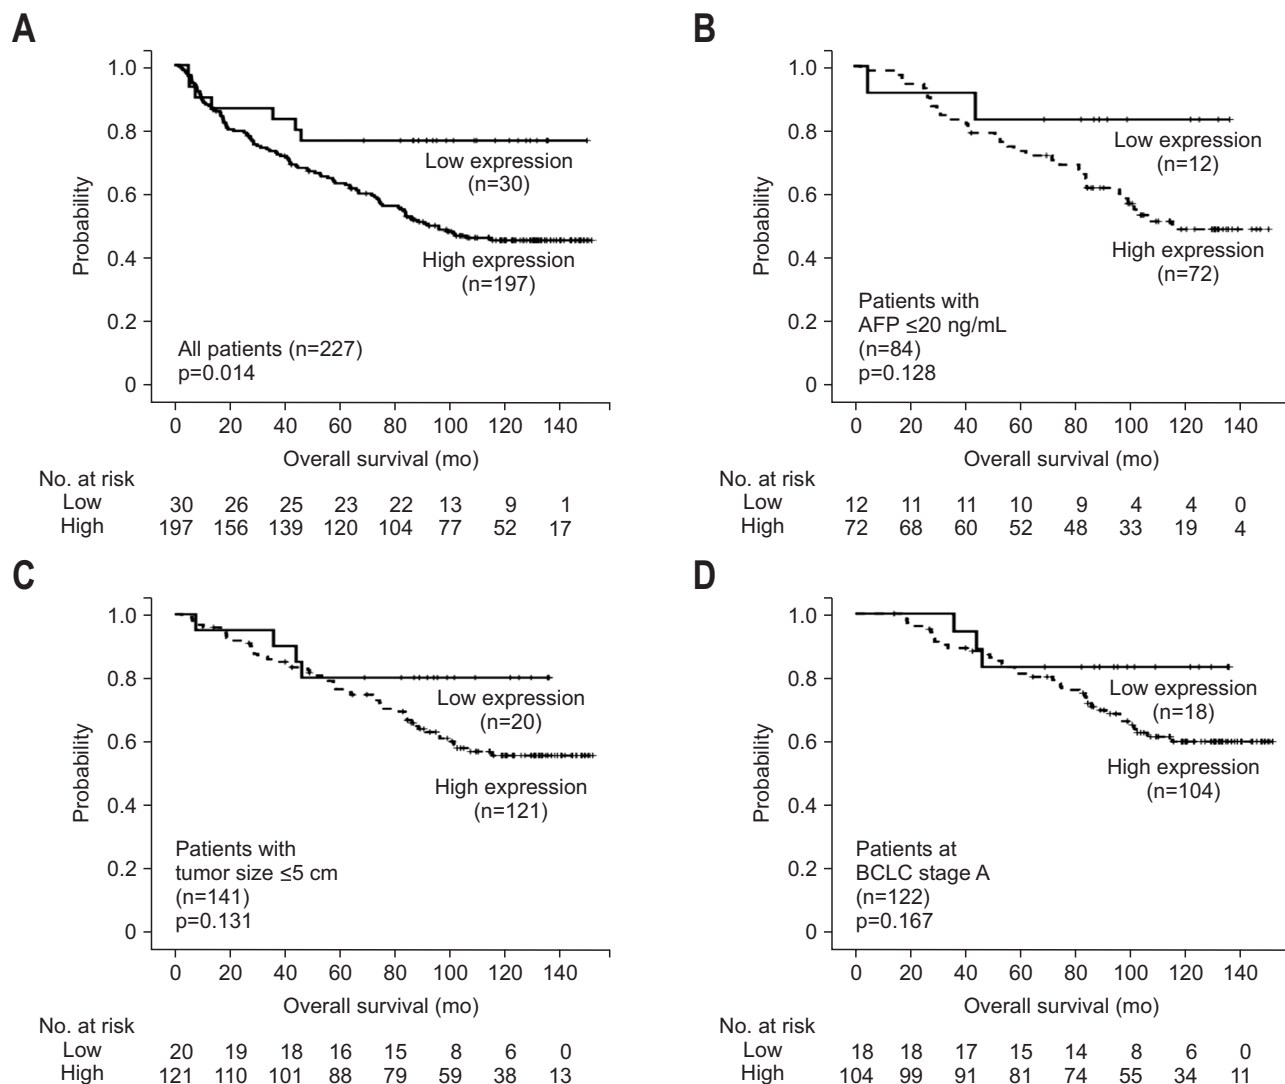 A
1.0
0.8
0.6
0.4
0.2
0
Probability
Low expression
(n=30)
High expression
(n=197)
All patients (n=227)
p=0.014
0 20 40 60 80 100 120 140
Overall survival (mo)
No. at risk
Low 30 26 25 23 22 13 9 1
High 197 156 139 120 104 77 52 17
B
1.0
0.8
0.6
0.4
0.2
0
Probability
Low expression
(n=12)
High expression
(n=72)
Patients with
AFP ≤20 ng/mL
(n=84)
p=0.128
0 20 40 60 80 100 120 140
Overall survival (mo)
12 11 11 10 9 4 4 0
72 68 60 52 48 33 19 4
C
1.0
0.8
0.6
0.4
0.2
0
Probability
Low expression
(n=20)
High expression
(n=121)
Patients with
tumor size ≤5 cm
(n=141)
p=0.131
0 20 40 60 80 100 120 140
Overall survival (mo)
No. at risk
Low 20 19 18 16 15 8 6 0
High 121 110 101 88 79 59 38 13
D
1.0
0.8
0.6
0.4
0.2
0
Probability
Low expression
(n=18)
High expression
(n=104)
Patients at
BCLC stage A
(n=122)
p=0.167
0 20 40 60 80 100 120 140
Overall survival (mo)
No. at risk
Low 18 18 17 15 14 8 6 0
High 104 99 91 81 74 55 34 11